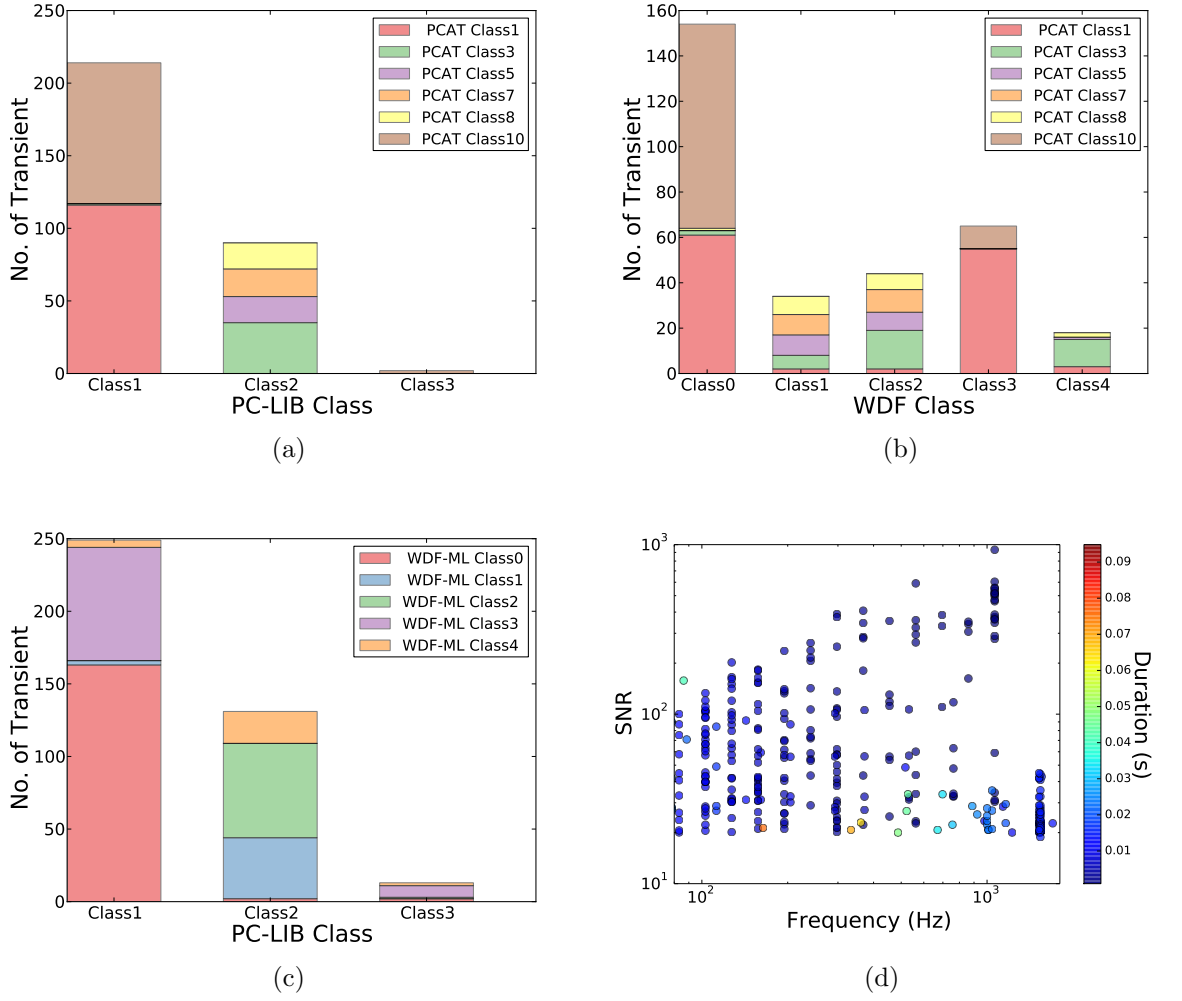 250
200
150
100
50
0
No. of Transient
PCAT Class1
PCAT Class3
PCAT Class5
PCAT Class7
PCAT Class8
PCAT Class10
Class1 Class2 Class3
PC-LIB Class
(a)
160
140
120
100
80
60
40
20
0
No. of Transient
PCAT Class1
PCAT Class3
PCAT Class5
PCAT Class7
PCAT Class8
PCAT Class10
Class0 Class1 Class2 Class3 Class4
WDF Class
(b)
250
200
150
100
50
0
No. of Transient
WDF-ML Class0
WDF-ML Class1
WDF-ML Class2
WDF-ML Class3
WDF-ML Class4
Class1 Class2 Class3
PC-LIB Class
(c)
10³
10²
10¹
SNR
10² 10³
Frequency (Hz)
0.09
0.08
0.07
0.06
0.05
0.04
0.03
0.02
0.01
Duration (s)
(d)